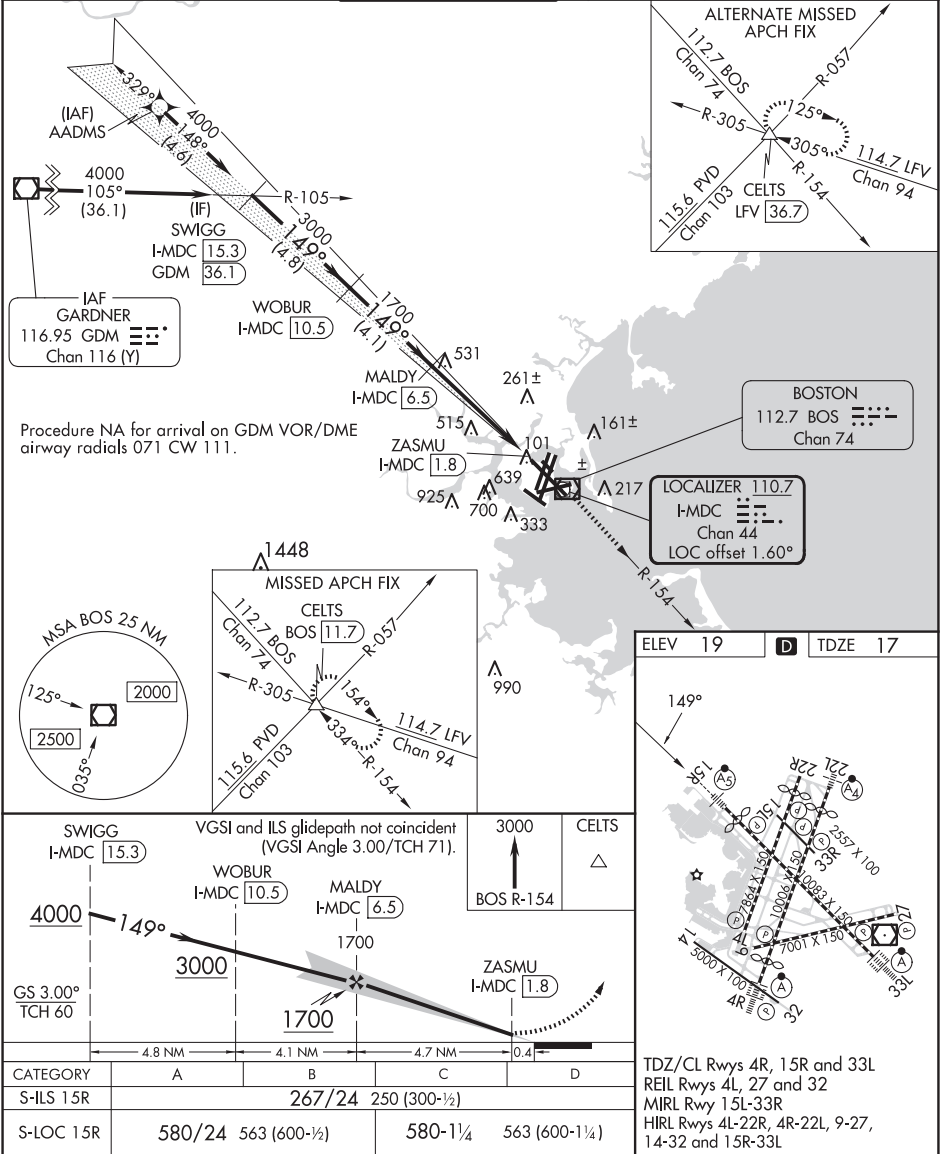 ALTERNATE MISSED
APCH FIX
112.7 BOS
Chan 74
R-057
125°
R-305
305°
114.7 LFV
Chan 94
R-154
CELTS
LFV 36.7
115.6 PVD
Chan 103
329°
(IAF)
AADMS
4000
148°
(4.6)
4000
105°
(36.1)
R-105
(IF)
SWIGG
I-MDC 15.3
GDM 36.1
3000
149°
(4.8)
IAF
GARDNER
116.95 GDM
Chan 116 (Y)
WOBUR
I-MDC 10.5
1700
149°
(4.1)
531
MALDY
I-MDC 6.5
261±
515
161±
BOSTON
112.7 BOS
Chan 74
Procedure NA for arrival on GDM VOR/DME
airway radials 071 CW 111.
ZASMU
I-MDC 1.8
101
±
639
925
700
217
333
LOCALIZER 110.7
I-MDC
Chan 44
LOC offset 1.60°
R-154
1448
990
MISSED APCH FIX
CELTS
BOS 11.7
112.7 BOS
Chan 74
R-057
R-305
154°
334°
114.7 LFV
Chan 94
R-154
115.6 PVD
Chan 103
MSA BOS 25 NM
125°
2000
2500
035°
ELEV 19
D
TDZE 17
149°
15R
A5
15L
22R
22L
A4
P
P
P
P
2557 X 100
33R
7864 X 150
10006 X 150
10083 X 150
7001 X 150
5000 X 100
P
P
P
P
27
4L
9
14
4R
32
A
A
33L
TDZ/CL Rwys 4R, 15R and 33L
REIL Rwys 4L, 27 and 32
MIRL Rwy 15L-33R
HIRL Rwys 4L-22R, 4R-22L, 9-27,
14-32 and 15R-33L
SWIGG
I-MDC 15.3
VGSI and ILS glidepath not coincident
(VGSI Angle 3.00/TCH 71).
3000
BOS R-154
CELTS
WOBUR
I-MDC 10.5
MALDY
I-MDC 6.5
1700
4000
149°
3000
1700
ZASMU
I-MDC 1.8
GS 3.00°
TCH 60
4.8 NM
4.1 NM
4.7 NM
0.4
CATEGORY A B C D
S-ILS 15R 267/24 250 (300-½)
S-LOC 15R 580/24 563 (600-½) 580-1¼ 563 (600-1¼)